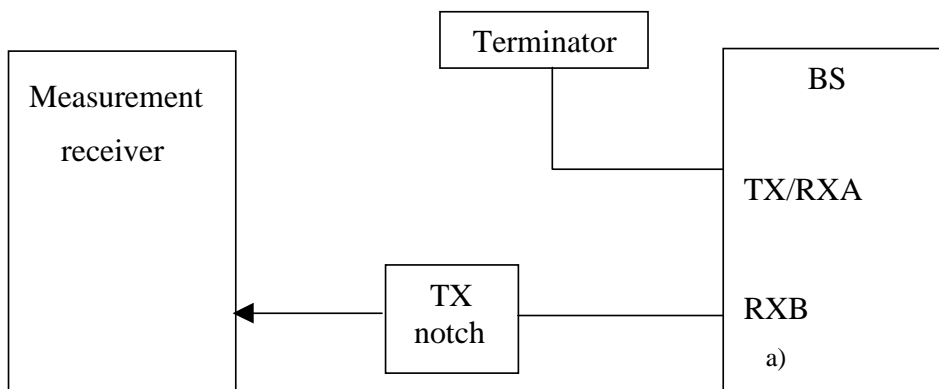 Terminator
BS
Measurement
receiver
TX/RXA
TX
notch
RXB
a)